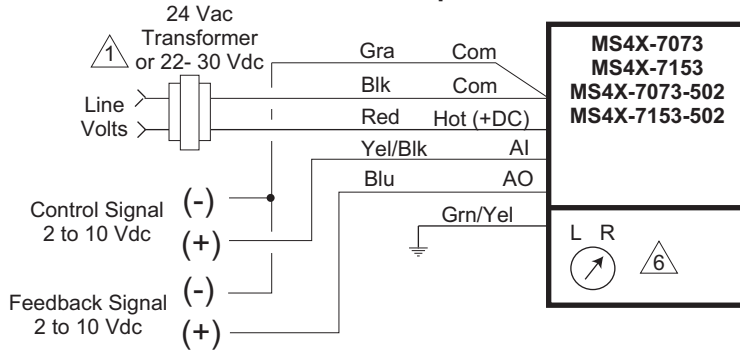 24 Vac
Transformer
or 22- 30 Vdc
1
Line
Volts
Gra Com
Blk Com
Red Hot (+DC)
Yel/Blk AI
Blu AO
Grn/Yel
Control Signal
2 to 10 Vdc
(-)
(+)
Feedback Signal
2 to 10 Vdc
(-)
(+)
MS4X-7073
MS4X-7153
MS4X-7073-502
MS4X-7153-502
L R
6